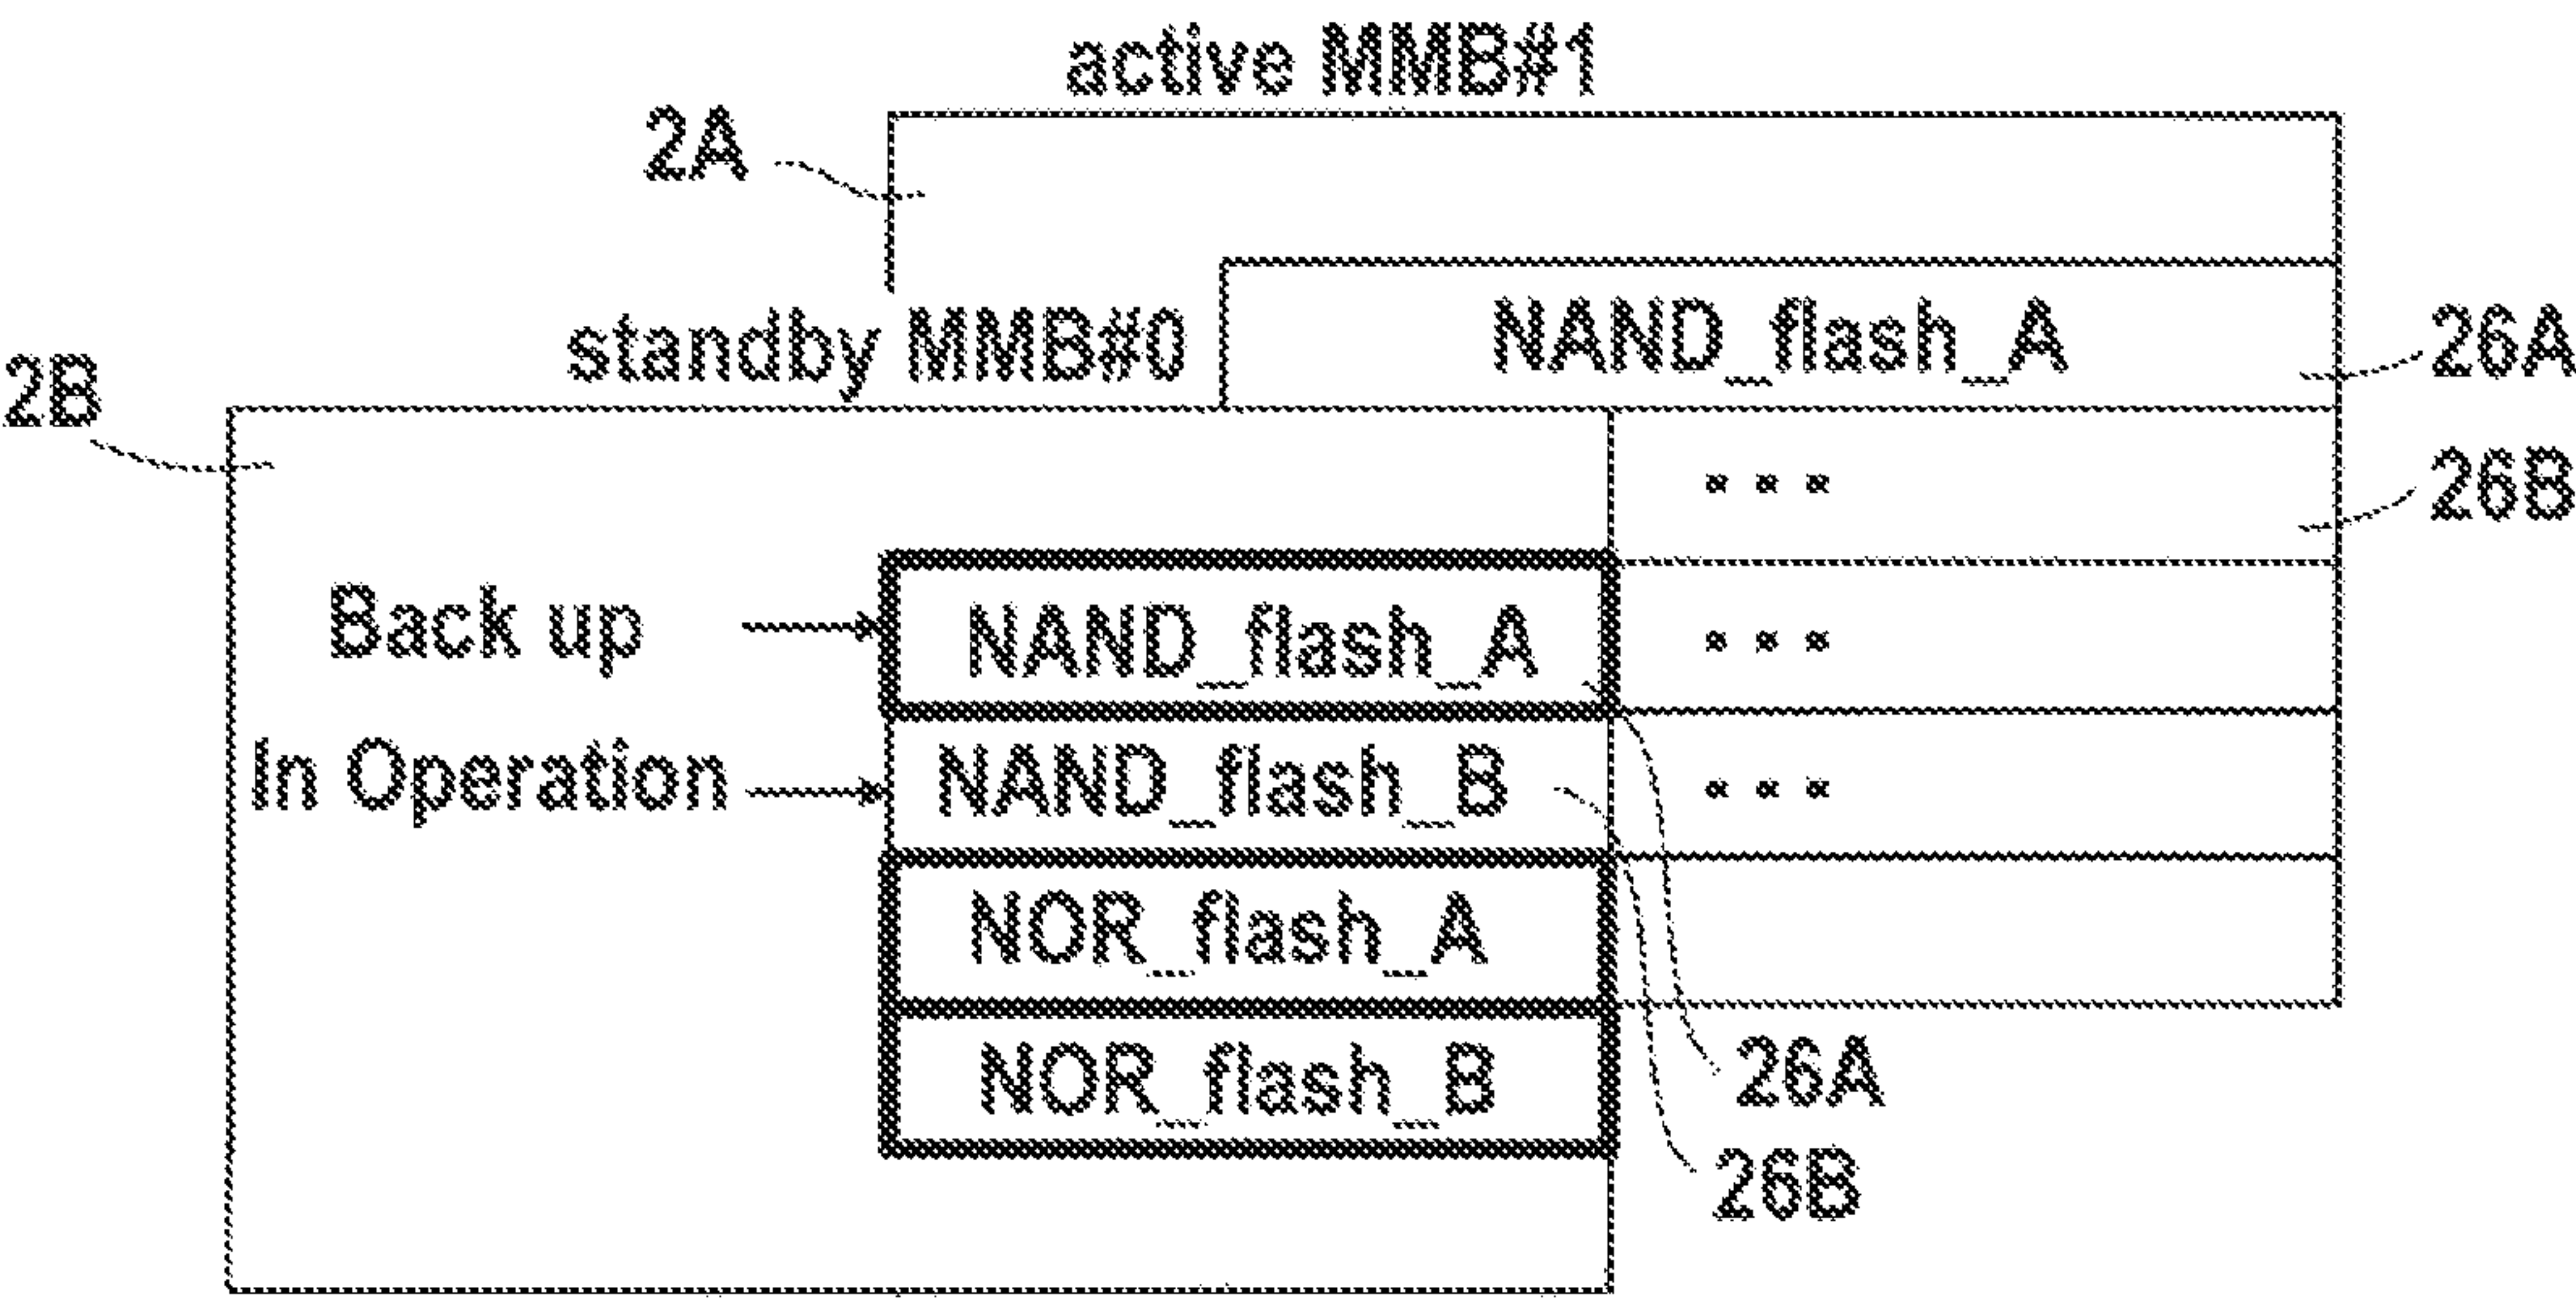 active MMB#1
2A
standby MMB#0
NAND_flash_A
26A
2B
...
26B
Back up
NAND_flash_A
...
In Operation
NAND_flash_B
...
NOR_flash_A
NOR_flash_B
26A
26B